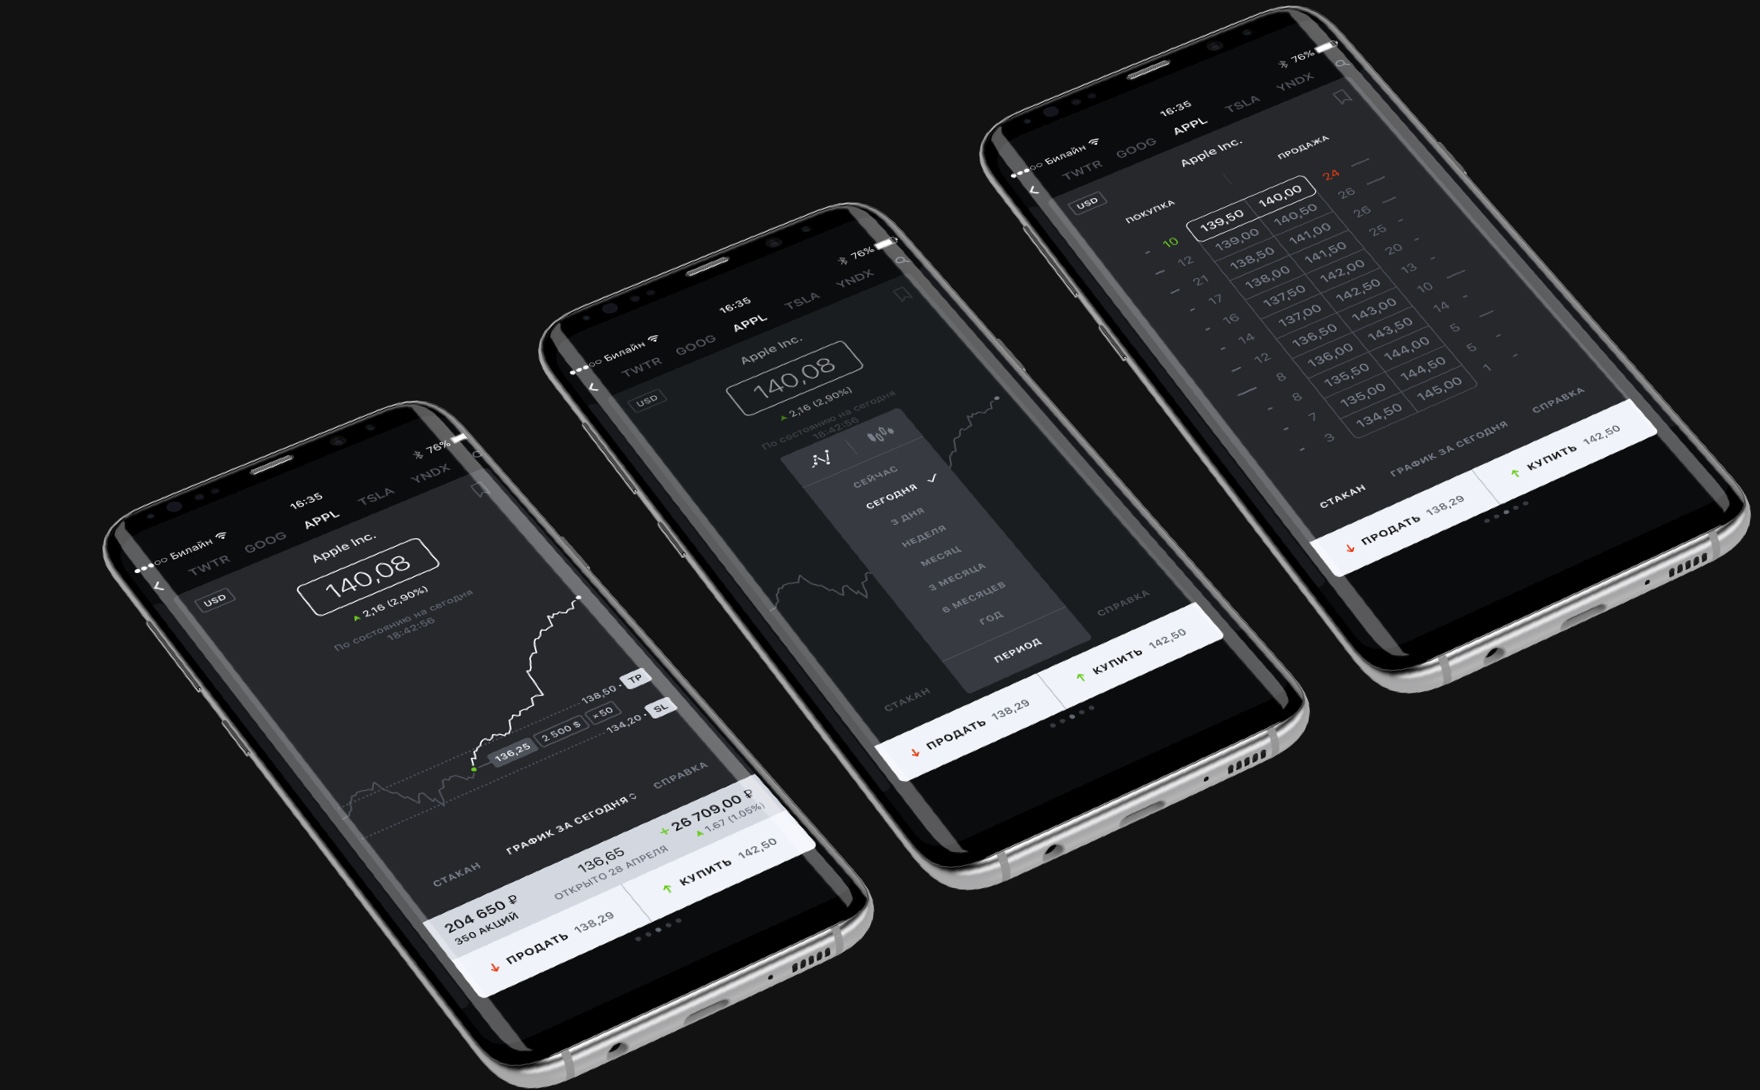 Билайн 16:35 76%
TWTR GOOG APPL TSLA YNDX
USD Apple Inc.
140,08
2,16 (2,90%)
По состоянию на сегодня
18:42:56
138,50 TP
136,25 2 500 $ ×50
134,20 SL
СТАКАН ГРАФИК ЗА СЕГОДНЯ СПРАВКА
204 650 ₽ 136,65 + 26 709,00 ₽
350 АКЦИЙ ОТКРЫТО 28 АПРЕЛЯ 1.67 (1.05%)
ПРОДАТЬ 138,29 КУПИТЬ 142,50
Билайн 16:35 76%
TWTR GOOG APPL TSLA YNDX
USD Apple Inc.
140,08
2,16 (2,90%)
По состоянию на сегодня
18:42:56
СЕЙЧАС
СЕГОДНЯ
3 ДНЯ
НЕДЕЛЯ
МЕСЯЦ
3 МЕСЯЦА
6 МЕСЯЦЕВ
ГОД
ПЕРИОД
СТАКАН СПРАВКА
ПРОДАТЬ 138,29 КУПИТЬ 142,50
Билайн 16:35 76%
TWTR GOOG APPL TSLA YNDX
USD Apple Inc.
ПОКУПКА ПРОДАЖА
10 139,50 140,00 24
12 139,00 140,50 26
21 138,50 141,00 26
17 138,00 141,50 25
16 137,50 142,00 20
14 137,00 142,50 13
12 136,50 143,00 10
8 136,00 143,50 14
8 135,50 144,00 5
7 135,00 144,50 5
3 134,50 145,00 1
СТАКАН ГРАФИК ЗА СЕГОДНЯ СПРАВКА
ПРОДАТЬ 138,29 КУПИТЬ 142,50